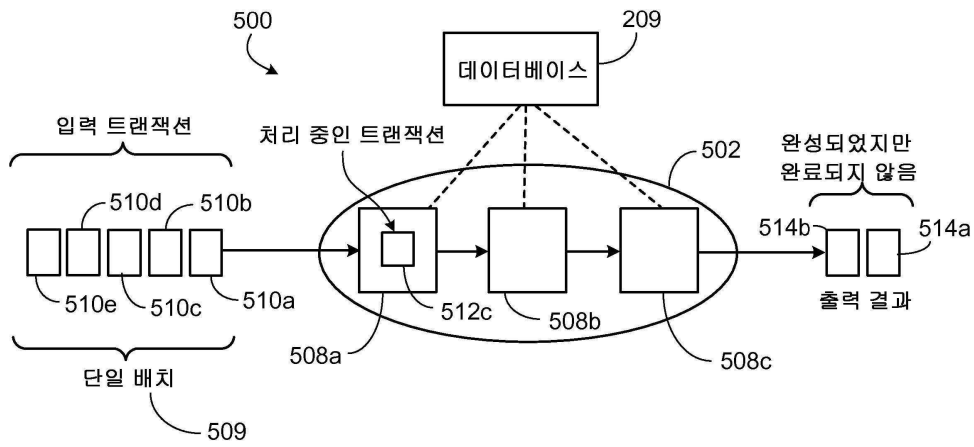 500
209
데이터베이스
입력 트랜잭션
처리 중인 트랜잭션
502
완성되었지만
완료되지 않음
510d
510b
514b
514a
510e
510c
510a
512c
508b
출력 결과
508a
508c
단일 배치
509